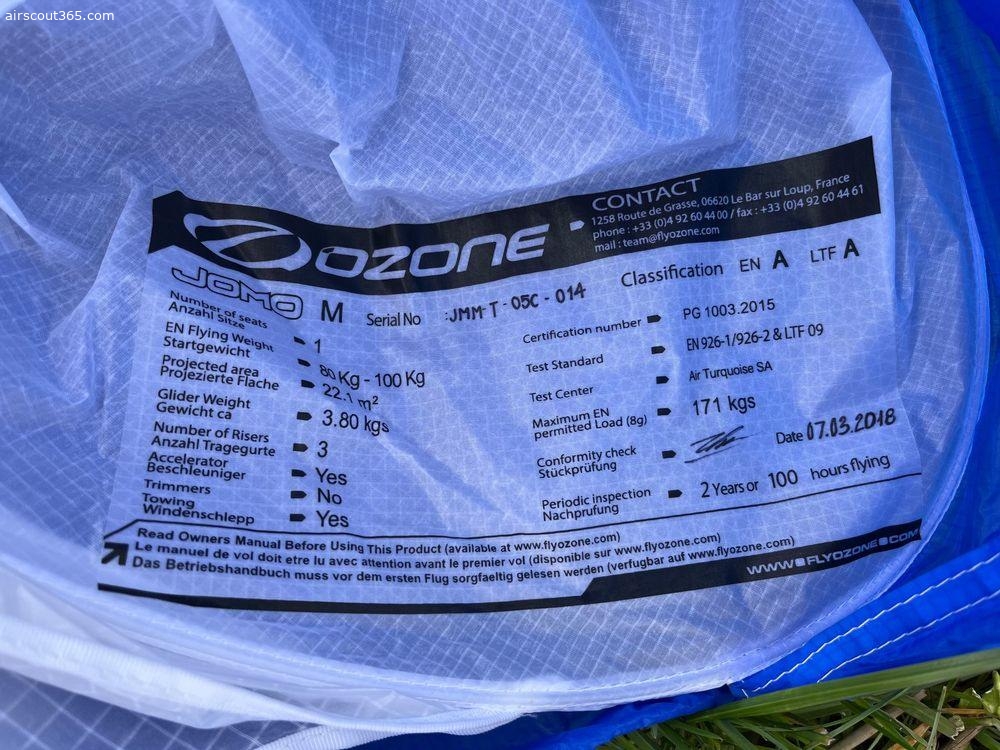 airscout365.com
OZONE
CONTACT
1258 Route de Grasse, 06620 Le Bar sur Loup, France
phone : +33 (0)4 92 60 44 00 / fax : +33 (0)4 92 60 44 61
mail : team@flyozone.com
JOMO M Serial No :JMM-T-05C-014 Classification EN A LTF A
Number of seats
Anzahl Sitze 1
EN Flying Weight
Startgewicht 80 Kg - 100 Kg
Projected area
Projezierte Flache 22.1 m²
Glider Weight
Gewicht ca 3.80 kgs
Number of Risers
Anzahl Tragegurte 3
Accelerator
Beschleuniger Yes
Trimmers No
Towing
Windenschlepp Yes
Certification number PG 1003.2015
Test Standard EN 926-1/926-2 & LTF 09
Test Center Air Turquoise SA
Maximum EN
permitted Load (8g) 171 kgs
Conformity check
Stückprüfung Date 07.03.2018
Periodic inspection
Nachprufung 2 Years or 100 hours flying
Read Owners Manual Before Using This Product (available at www.flyozone.com)
Le manuel de vol doit etre lu avec attention avant le premier vol (disponible sur www.flyozone.com)
Das Betriebshandbuch muss vor dem ersten Flug sorgfaeltig gelesen werden (verfugbar auf www.flyozone.com)
WWW.FLYOZONE.COM